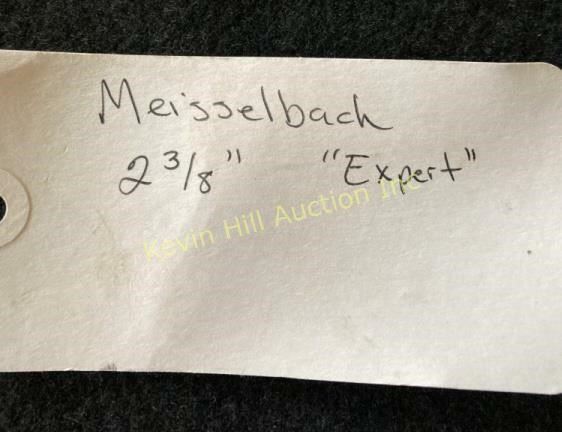 Meisselbach
2 3/8" "Expert"
Kevin Hill Auction Inc